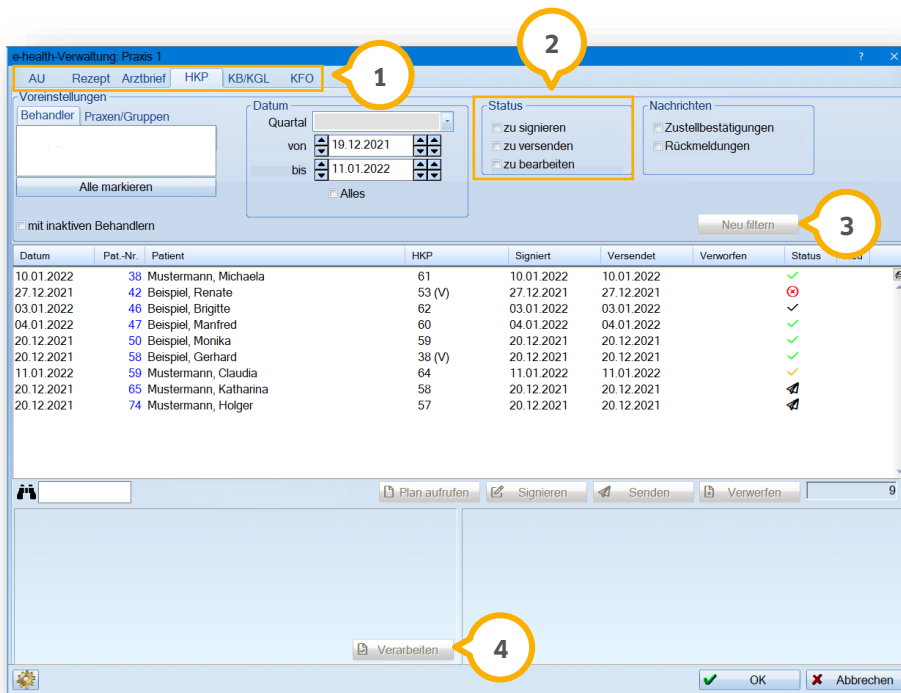 2
e-health-Verwaltung: Praxis 1 ?
AU Rezept Arztbrief HKP KB/KGL KFO
1
Voreinstellungen
Behandler Praxen/Gruppen
Alle markieren
mit inaktiven Behandlern
Datum
Quartal
von 19.12.2021
bis 11.01.2022
Alles
Status
zu signieren
zu versenden
zu bearbeiten
Nachrichten
Zustellbestätigungen
Rückmeldungen
Neu filtern
3
Datum Pat.-Nr. Patient HKP Signiert Versendet Verworfen Status
10.01.2022 38 Mustermann, Michaela 61 10.01.2022 10.01.2022
27.12.2021 42 Beispiel, Renate 53 (V) 27.12.2021 27.12.2021
03.01.2022 46 Beispiel, Brigitte 62 03.01.2022 03.01.2022
04.01.2022 47 Beispiel, Manfred 60 04.01.2022 04.01.2022
20.12.2021 50 Beispiel, Monika 59 20.12.2021 20.12.2021
20.12.2021 58 Beispiel, Gerhard 38 (V) 20.12.2021 20.12.2021
11.01.2022 59 Mustermann, Claudia 64 11.01.2022 11.01.2022
20.12.2021 65 Mustermann, Katharina 58 20.12.2021 20.12.2021
20.12.2021 74 Mustermann, Holger 57 20.12.2021 20.12.2021
Plan aufrufen Signieren Senden Verwerfen 9
Verarbeiten
4
OK Abbrechen